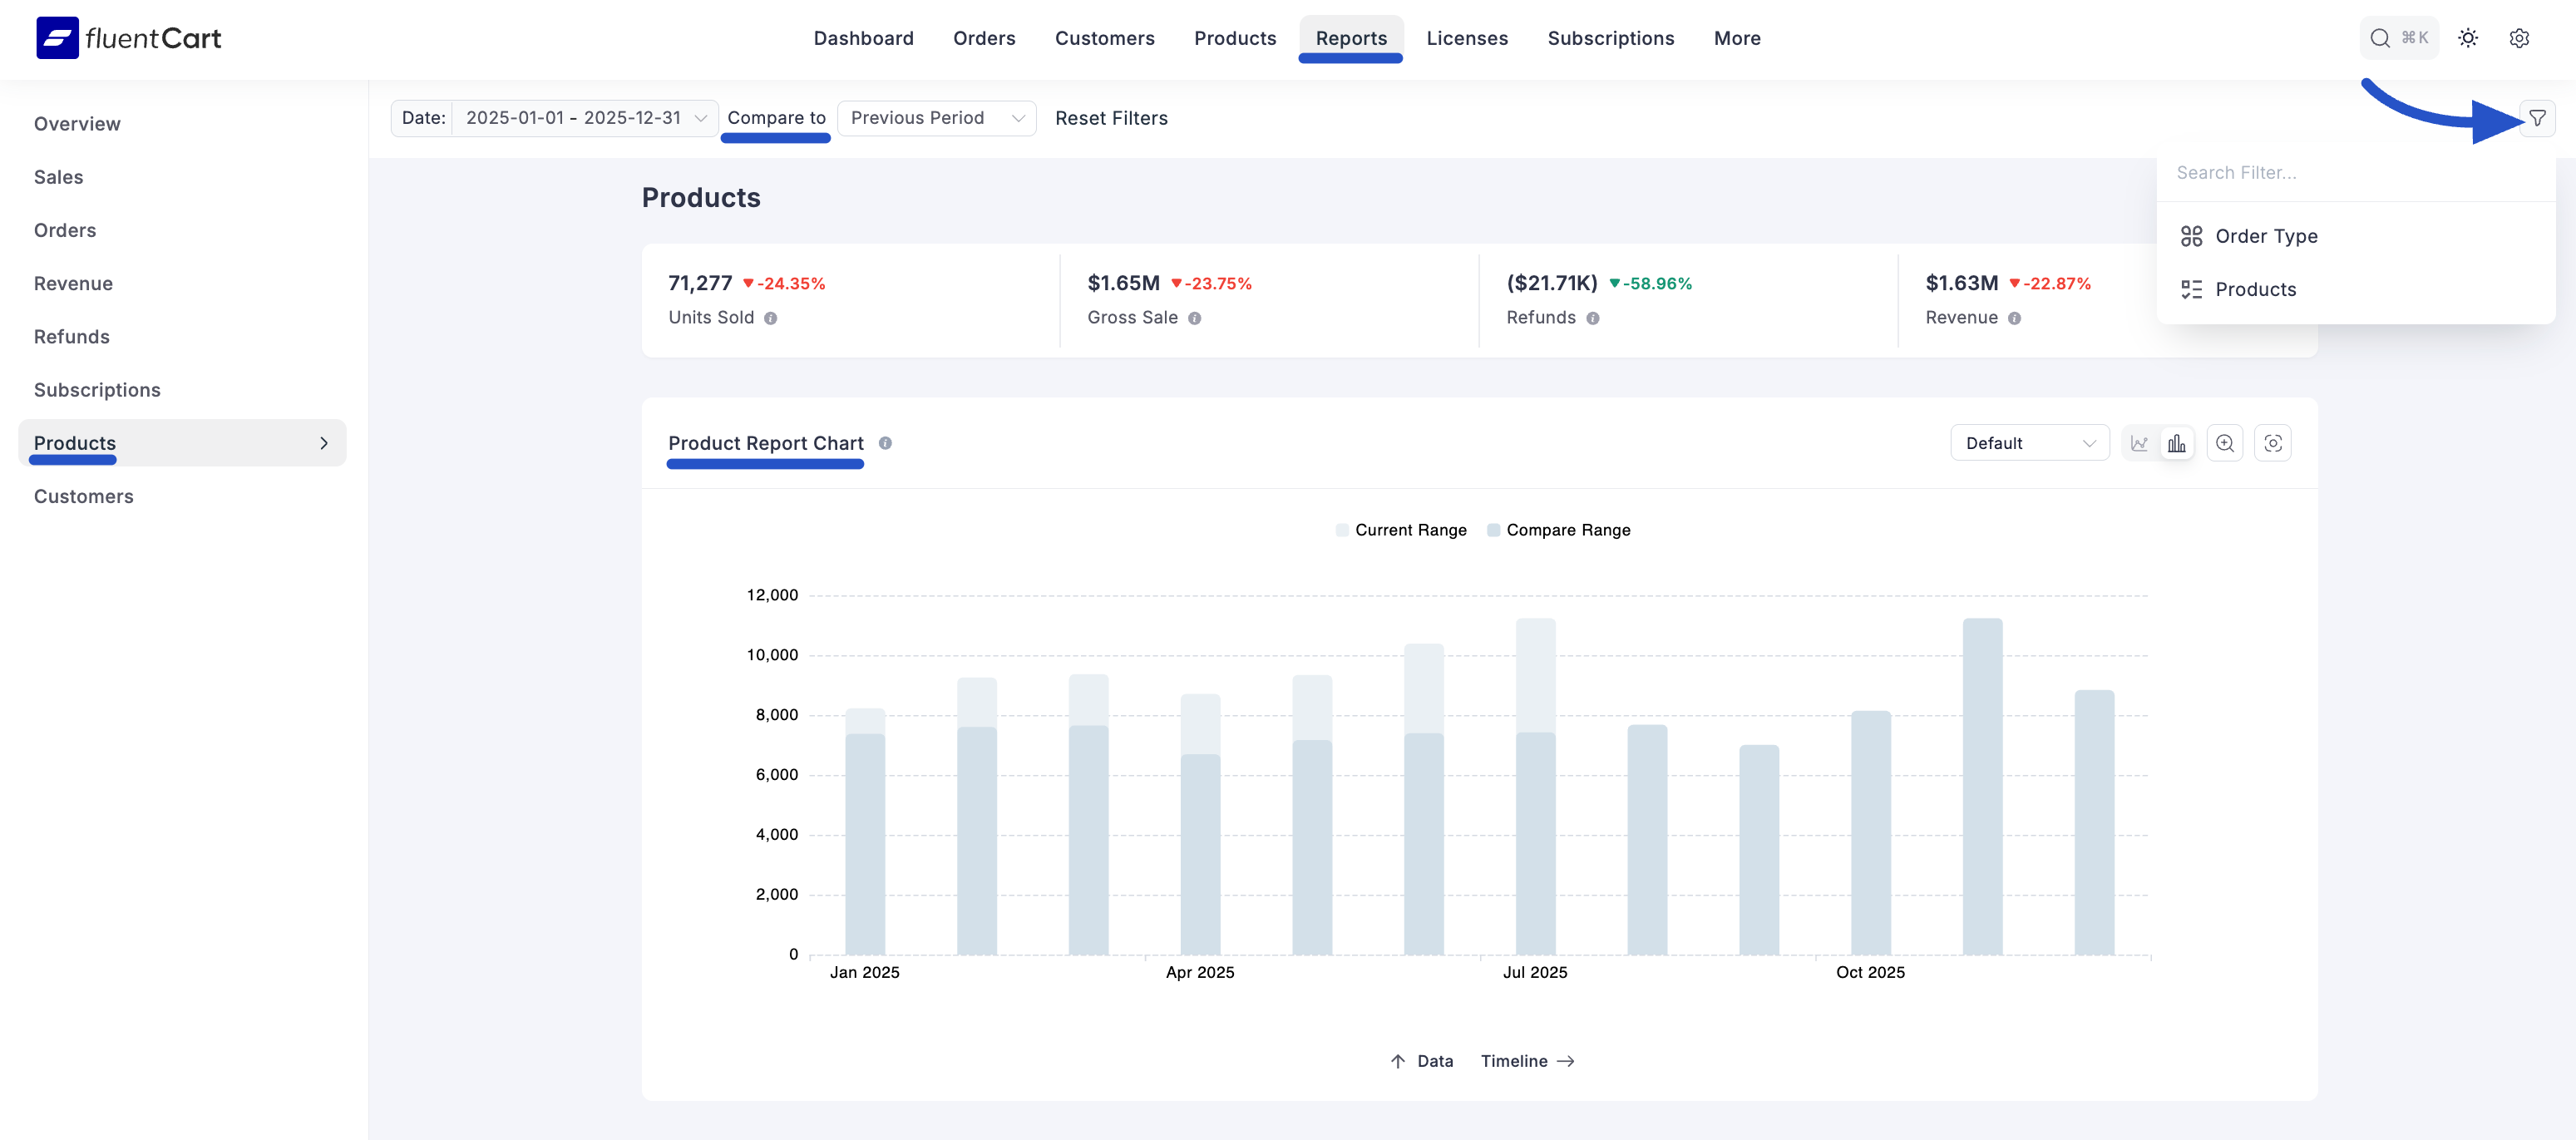 fluentCart
Dashboard Orders Customers Products Reports Licenses Subscriptions More
⌘K
Overview
Sales
Orders
Revenue
Refunds
Subscriptions
Products
Customers
Date: 2025-01-01 - 2025-12-31 Compare to Previous Period Reset Filters
Search Filter...
Order Type
Products
Products
71,277 -24.35%
Units Sold
$1.65M -23.75%
Gross Sale
($21.71K) -58.96%
Refunds
$1.63M -22.87%
Revenue
Product Report Chart
Default
Current Range Compare Range
12,000
10,000
8,000
6,000
4,000
2,000
0
Jan 2025 Apr 2025 Jul 2025 Oct 2025
↑ Data Timeline →